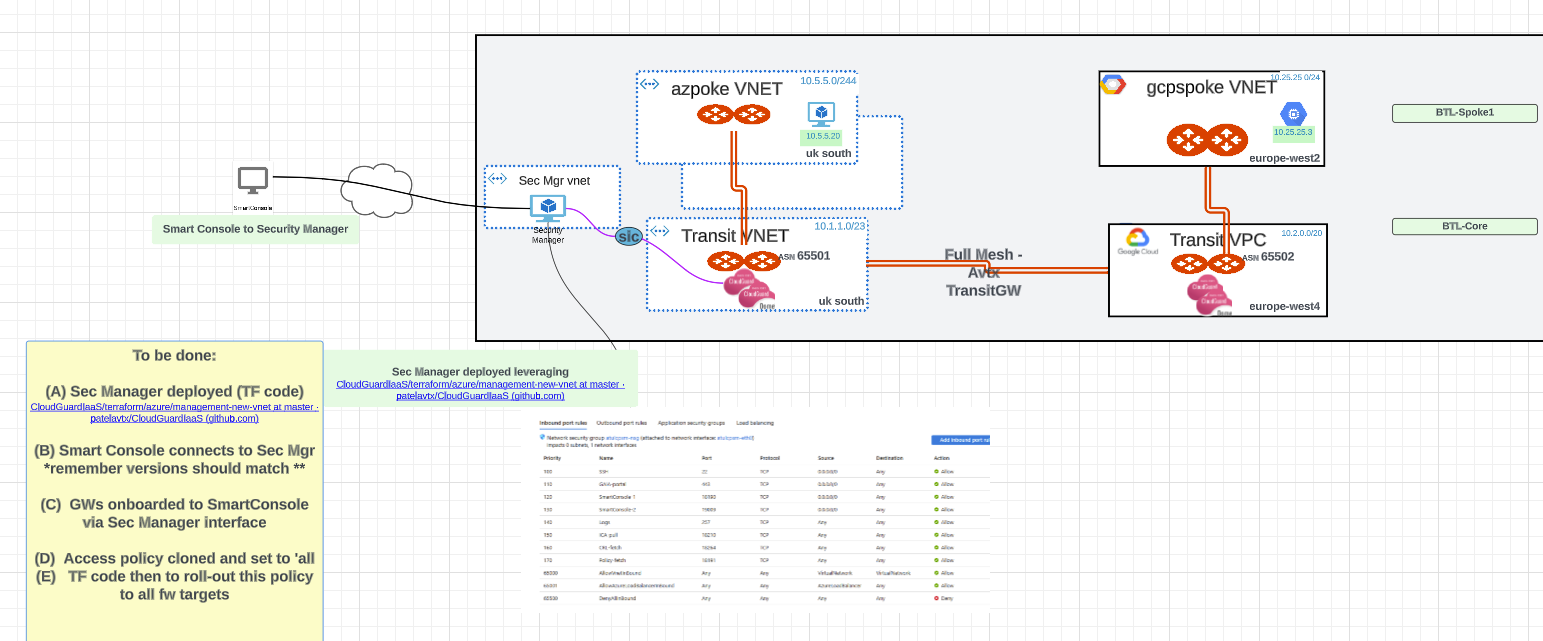 azpoke VNET
10.5.5.0/244
10.5.5.20
uk south
gcpspoke VNET
10.25.25 0/24
10.25.25.3
europe-west2
BTL-Spoke1
Sec Mgr vnet
Security
Manager
SmartConsole
Smart Console to Security Manager
sic
Transit VNET
10.1.1.0/23
ASN 65501
CloudGuard
CloudGuard
uk south
Full Mesh -
Avtx
TransitGW
Google Cloud
Transit VPC
10.2.0.0/20
ASN 65502
CloudGuard
CloudGuard
europe-west4
BTL-Core
To be done:
(A) Sec Manager deployed (TF code)
CloudGuardIaaS/terraform/azure/management-new-vnet at master ·
patelavtx/CloudGuardIaaS (github.com)
(B) Smart Console connects to Sec Mgr
*remember versions should match **
(C) GWs onboarded to SmartConsole
via Sec Manager interface
(D) Access policy cloned and set to 'all
(E) TF code then to roll-out this policy
to all fw targets
Sec Manager deployed leveraging
CloudGuardIaaS/terraform/azure/management-new-vnet at master ·
patelavtx/CloudGuardIaaS (github.com)
Inbound port rules Outbound port rules Application security groups Load balancing
Network security group (attached to network interface: )
Impacts 0 subnets, 1 network interfaces
Add inbound port rul
Priority Name Port Protocol Source Destination Action
100 SSH 22 TCP 0.0.0.0/0 Any Allow
110 GAIA-portal 443 TCP 0.0.0.0/0 Any Allow
120 SmartConsole-1 18190 TCP 0.0.0.0/0 Any Allow
130 SmartConsole-2 19009 TCP 0.0.0.0/0 Any Allow
140 Logs 257 TCP Any Any Allow
150 ICA-pull 18210 TCP Any Any Allow
160 CRL-fetch 18264 TCP Any Any Allow
170 Policy-fetch 18191 TCP Any Any Allow
65000 AllowVnetInBound Any Any VirtualNetwork VirtualNetwork Allow
65001 AllowAzureLoadBalancerInBound Any Any AzureLoadBalancer Any Allow
65500 DenyAllInBound Any Any Any Any Deny